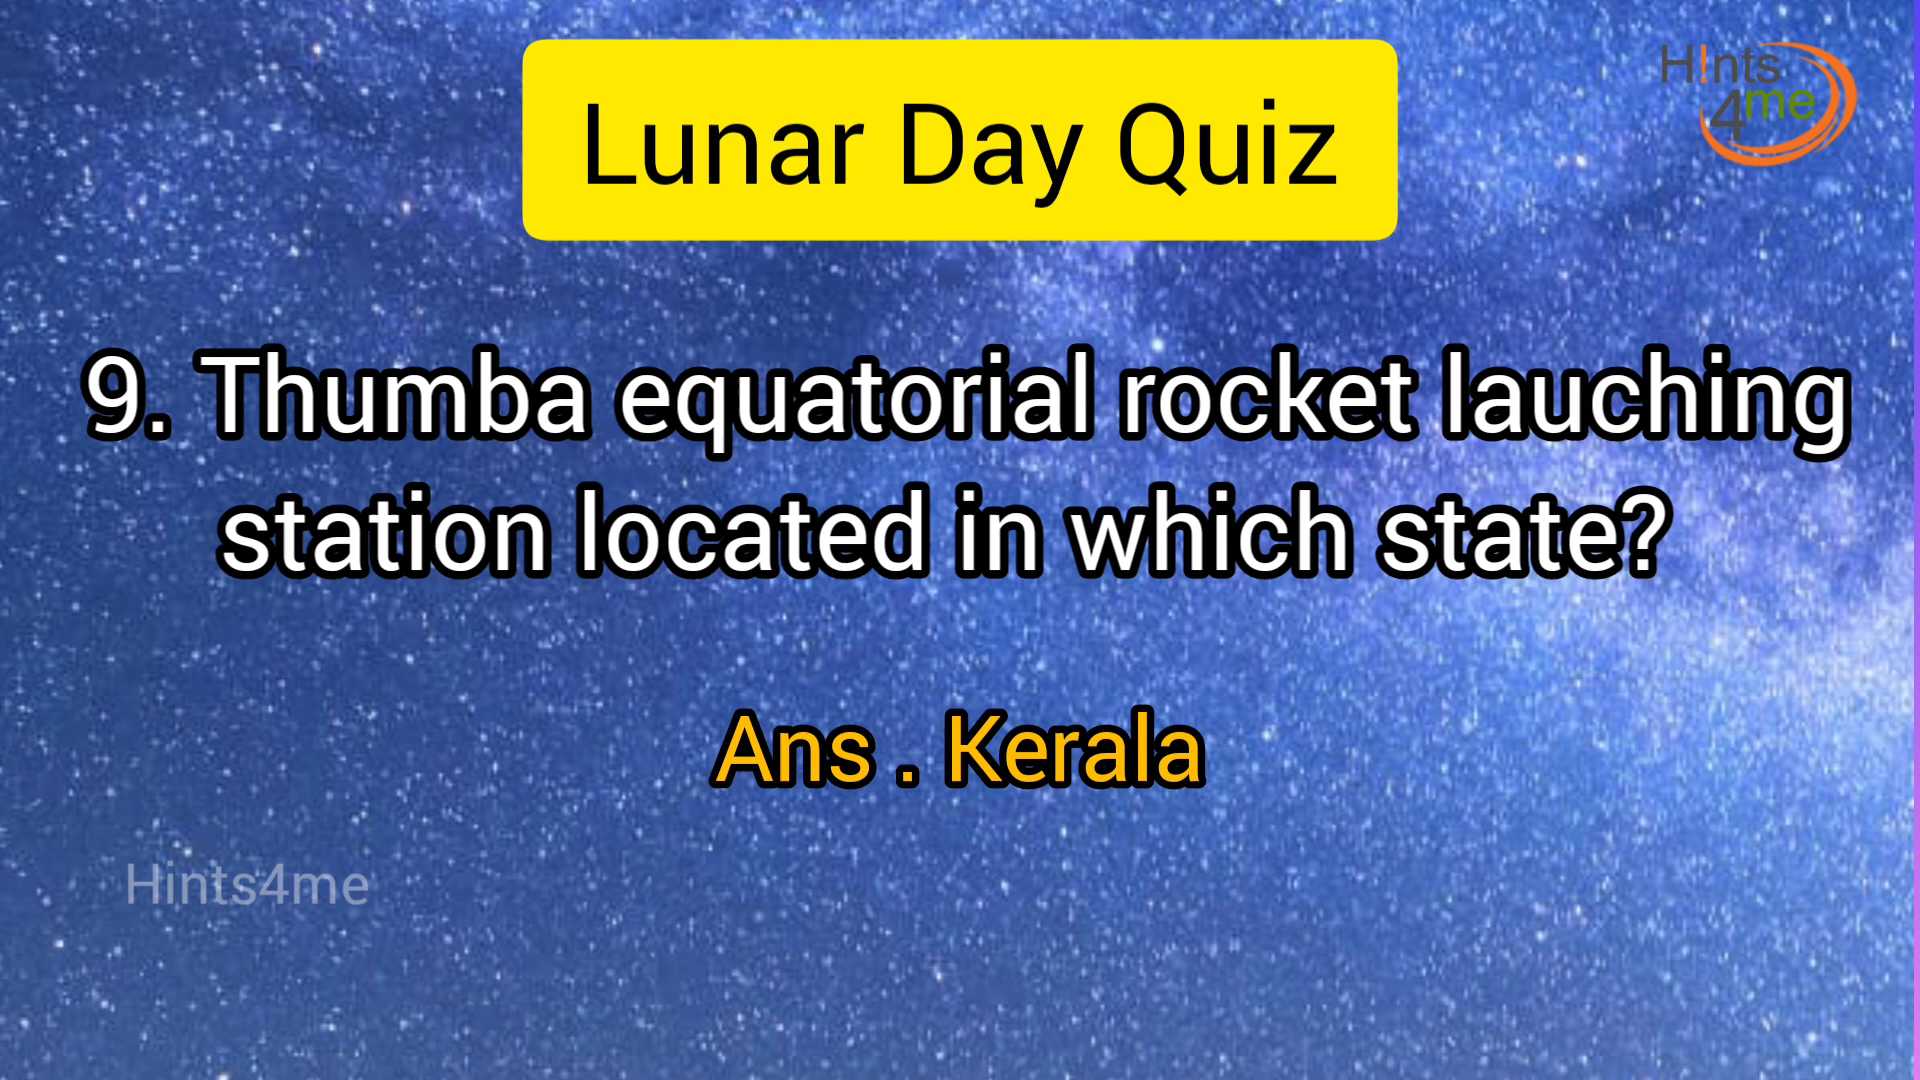 Lunar Day Quiz
H!nts
4me
9. Thumba equatorial rocket lauching
station located in which state?
Ans . Kerala
Hints4me